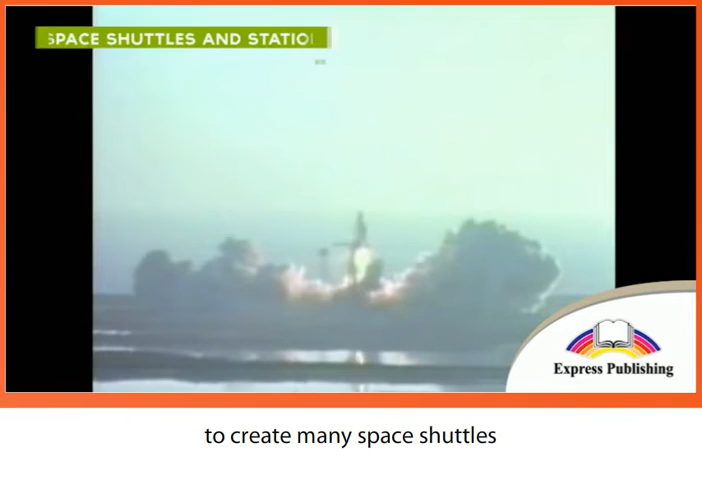 SPACE SHUTTLES AND STATIO
Express Publishing
to create many space shuttles